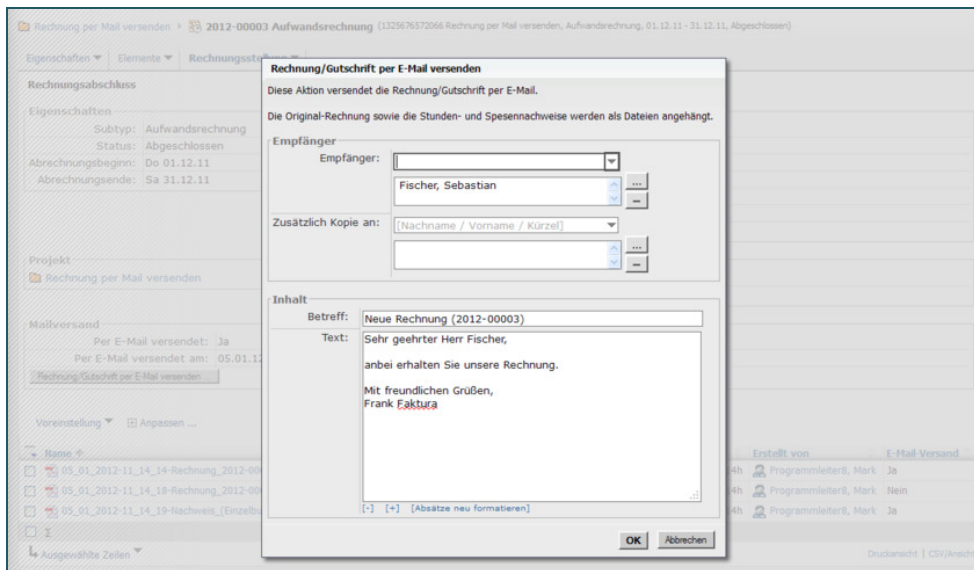 Rechnung per Mail versenden 2012-00003 Aufwandsrechnung (1325676572066 Rechnung per Mail versenden, Aufwandsrechnung, 01.12.11 - 31.12.11, Abgeschlossen)
Eigenschaften Elemente Rechnungsste
Rechnungsabschluss
Eigenschaften
Subtyp: Aufwandsrechnung
Status: Abgeschlossen
Abrechnungsbeginn: Do 01.12.11
Abrechnungsende: Sa 31.12.11
Projekt
Rechnung per Mail versenden
Mailversand
Per E-Mail versendet: Ja
Per E-Mail versendet am: 05.01.12
Rechnung/Gutschrift per E-Mail versenden ...
Voreinstellung Anpassen ...
Rechnung/Gutschrift per E-Mail versenden
Diese Aktion versendet die Rechnung/Gutschrift per E-Mail.
Die Original-Rechnung sowie die Stunden- und Spesennachweise werden als Dateien angehängt.
Empfänger
Empfänger:
...
Fischer, Sebastian
Zusätzlich Kopie an: [Nachname / Vorname / Kürzel]
...
Inhalt
Betreff: Neue Rechnung (2012-00003)
Text: Sehr geehrter Herr Fischer,
anbei erhalten Sie unsere Rechnung.
Mit freundlichen Grüßen,
Frank Faktura
[-] [+] [Absätze neu formatieren]
OK Abbrechen
Name Erstellt von E-Mail-Versand
05_01_2012-11_14_14-Rechnung_2012-00 4h Programmleiter8, Mark Ja
05_01_2012-11_14_18-Rechnung_2012-00 4h Programmleiter8, Mark Nein
05_01_2012-11_14_19-Nachweis_(Einzelbu 4h Programmleiter8, Mark Ja
Σ
Ausgewählte Zeilen Druckansicht | CSV/Ansicht